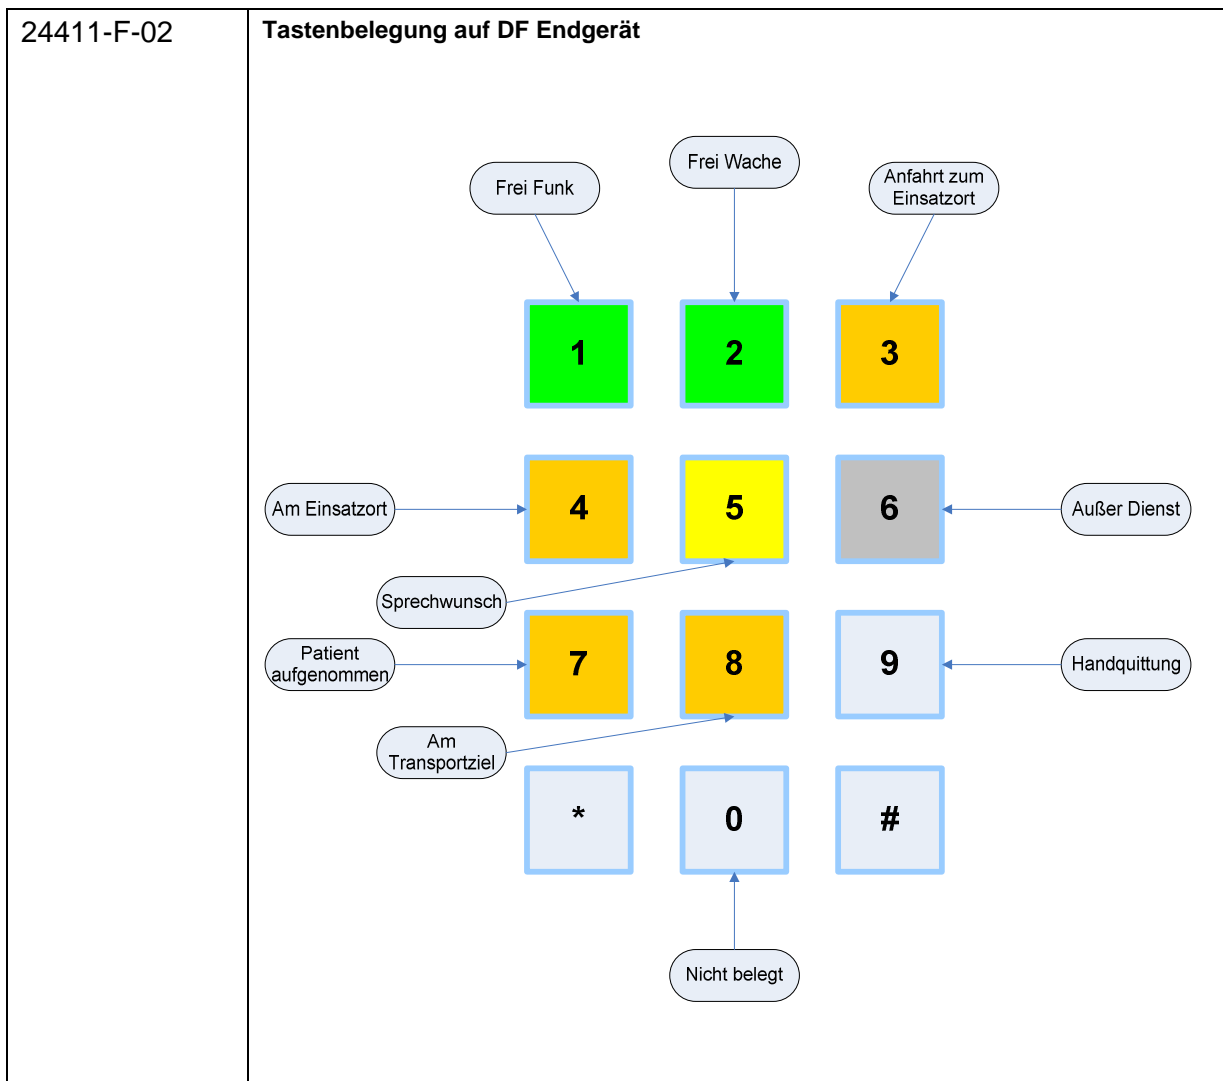 24411-F-02
Tastenbelegung auf DF Endgerät
Frei Funk
Frei Wache
Anfahrt zum
Einsatzort
1
2
3
Am Einsatzort
4
5
6
Außer Dienst
Sprechwunsch
Patient
aufgenommen
7
8
9
Handquittung
Am
Transportziel
*
0
#
Nicht belegt